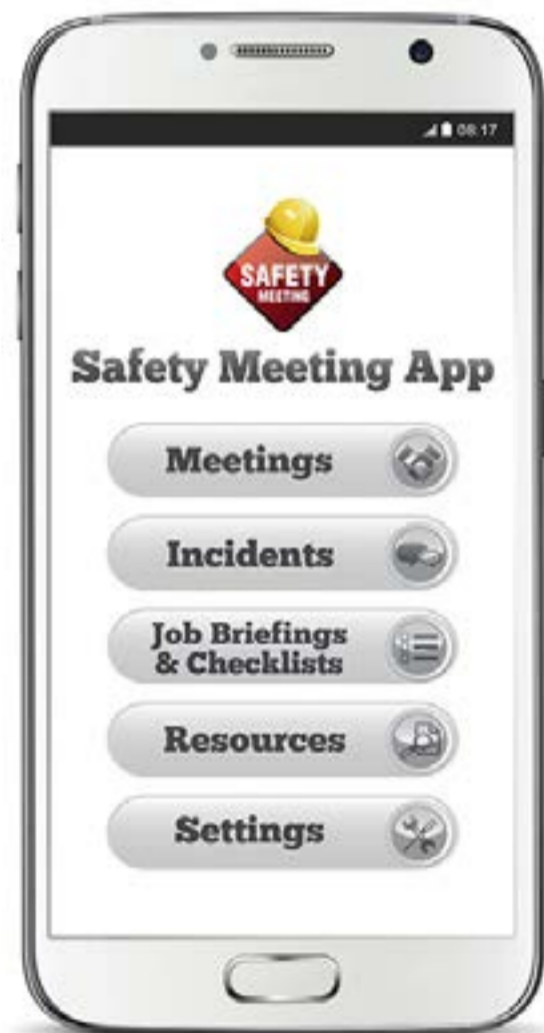 08:17
SAFETY
MEETING
Safety Meeting App
Meetings
Incidents
Job Briefings
& Checklists
Resources
Settings